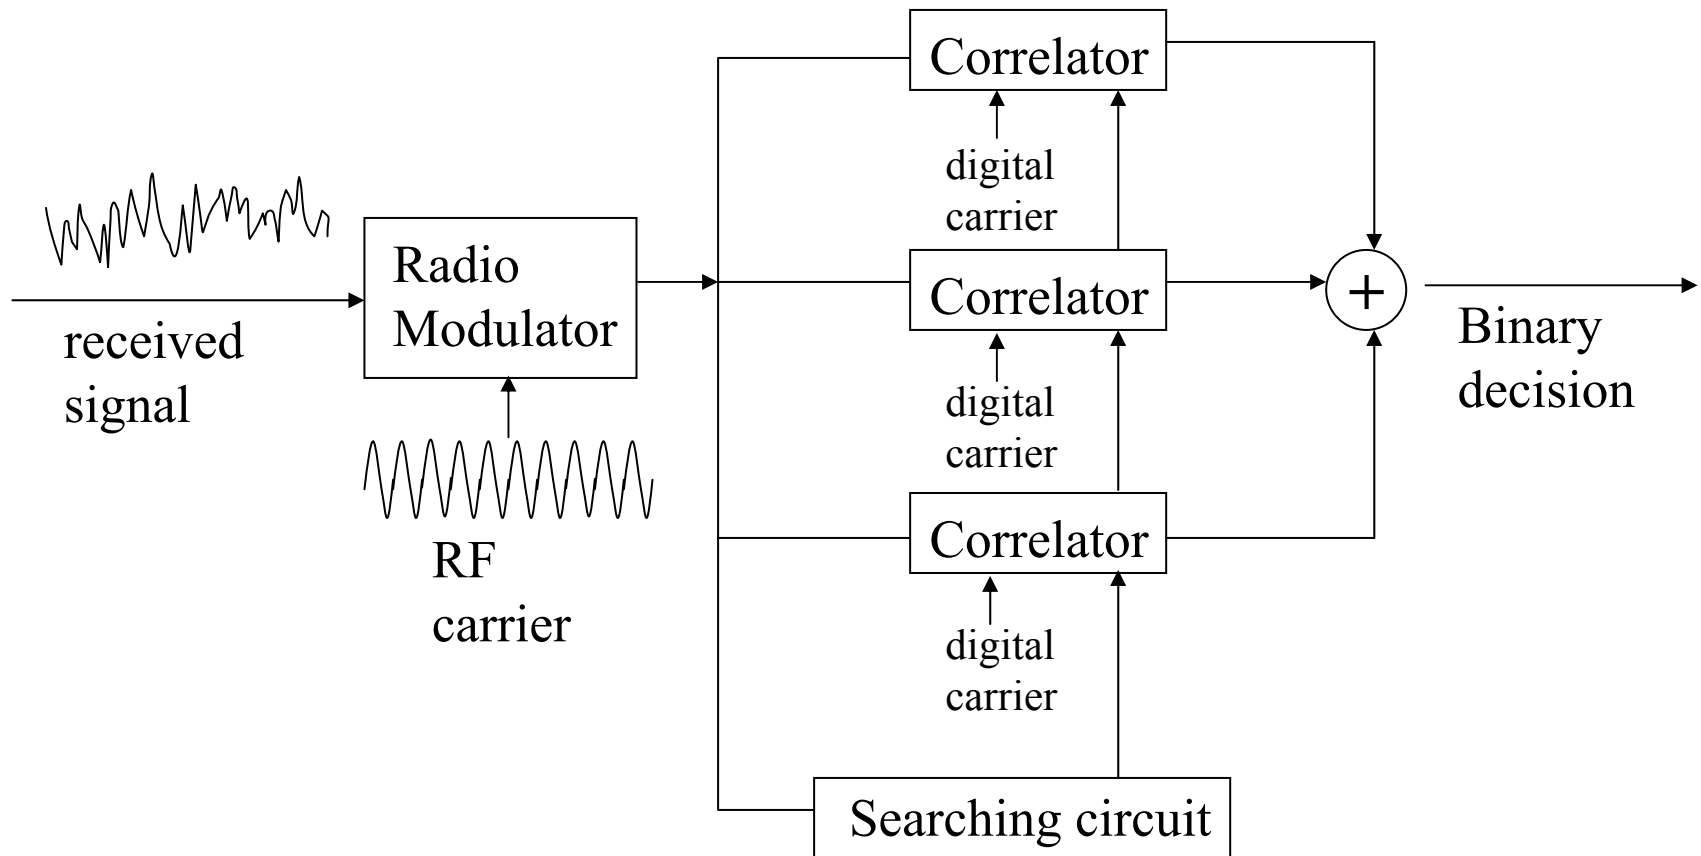 Correlator
digital
carrier
Radio
Modulator
received
signal
Correlator
+
Binary
decision
digital
carrier
RF
carrier
Correlator
digital
carrier
Searching circuit